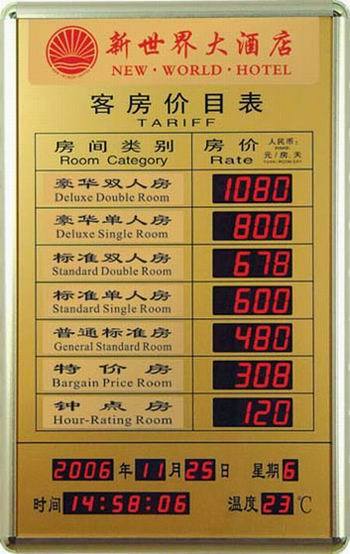 新世界大酒店
NEW · WORLD · HOTEL
客房价目表
TARIFF
房间类别 房价 人民币:
Room Category Rate 元/房.天
豪华双人房 1080
Deluxe Double Room
豪华单人房 800
Deluxe Single Room
标准双人房 678
Standard Double Room
标准单人房 600
Standard Single Room
普通标准房 480
General Standard Room
特价房 308
Bargain Price Room
钟点房 120
Hour-Rating Room
2006年11月25日 星期6
时间14:58:06 温度23℃